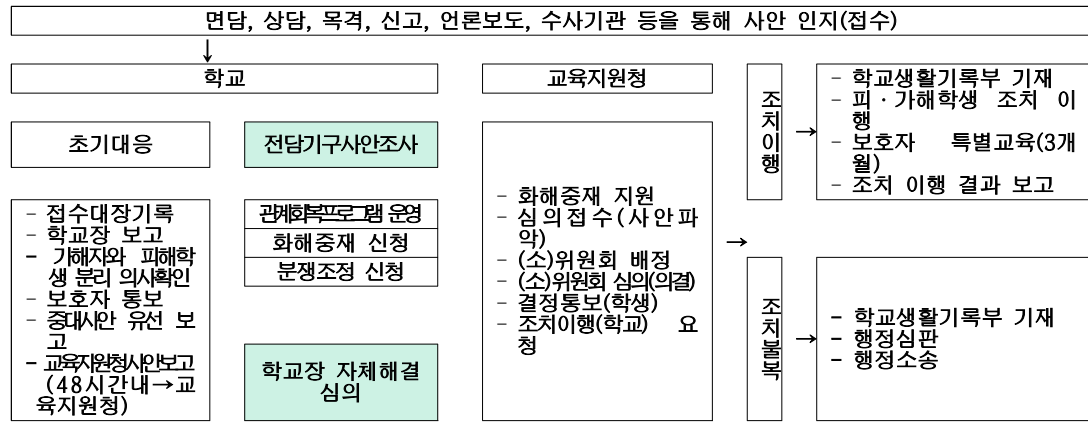 면담, 상담, 목격, 신고, 언론보도, 수사기관 등을 통해 사안 인지(접수)
↓
학교
초기대응
- 접수대장기록
- 학교장 보고
- 가해자와 피해학
생 분리 의사확인
- 보호자 통보
- 중대사안 유선 보
고
- 교육지원청사안보고
(48시간내→교
육지원청)
전담기구사안조사
관계회복프로그램 운영
화해중재 신청
분쟁조정 신청
학교장 자체해결
심의
교육지원청
- 화해중재 지원
- 심의접수(사안파
악)
- (소)위원회 배정
- (소)위원회 심의(의결)
- 결정통보(학생)
- 조치이행(학교) 요
청
→
조치이행
→
- 학교생활기록부 기재
- 피·가해학생 조치 이
행
- 보호자 특별교육(3개
월)
- 조치 이행 결과 보고
조치불복
→
- 학교생활기록부 기재
- 행정심판
- 행정소송